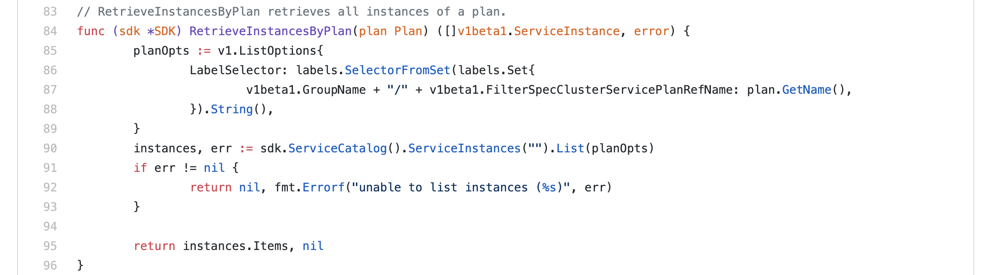 83 // RetrieveInstancesByPlan retrieves all instances of a plan.
84 func (sdk *SDK) RetrieveInstancesByPlan(plan Plan) ([]v1beta1.ServiceInstance, error) {
85 planOpts := v1.ListOptions{
86 LabelSelector: labels.SelectorFromSet(labels.Set{
87 v1beta1.GroupName + "/" + v1beta1.FilterSpecClusterServicePlanRefName: plan.GetName(),
88 }).String(),
89 }
90 instances, err := sdk.ServiceCatalog().ServiceInstances("").List(planOpts)
91 if err != nil {
92 return nil, fmt.Errorf("unable to list instances (%s)", err)
93 }
94
95 return instances.Items, nil
96 }